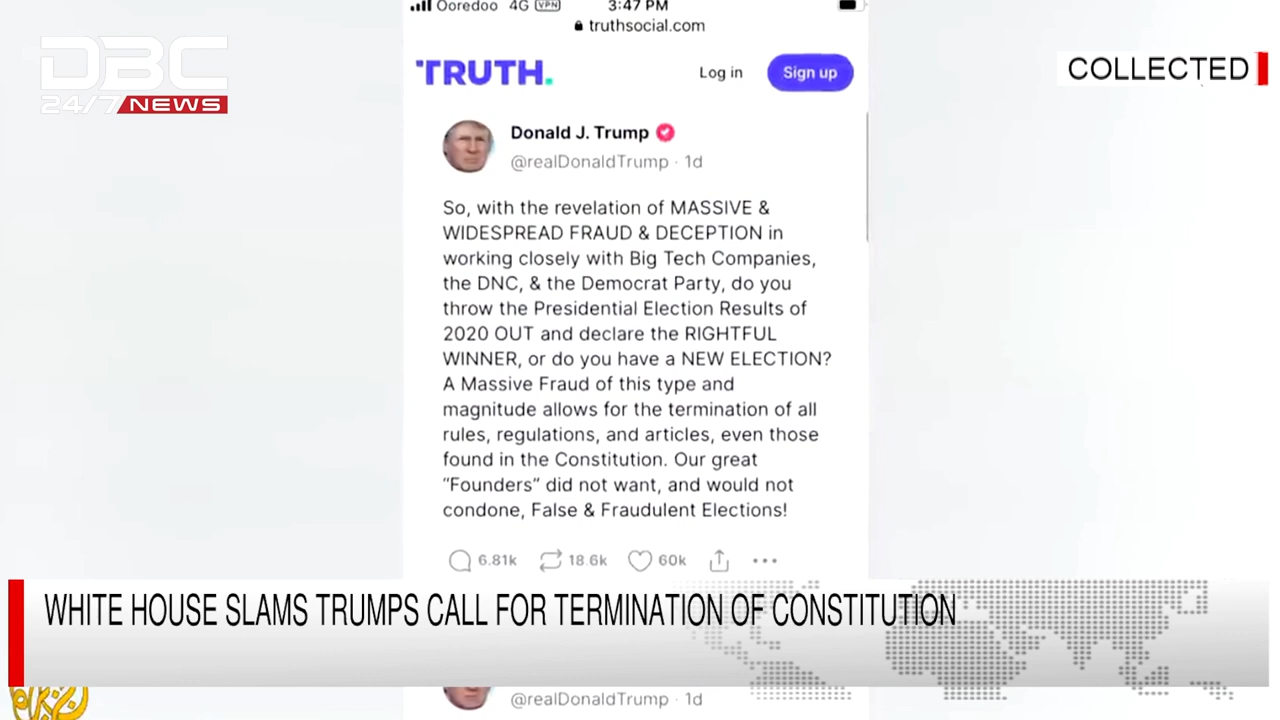 Ooredoo 4G VPN 3:47 PM
truthsocial.com
DBC
24/7 NEWS
COLLECTED
TRUTH.
Log in
Sign up
Donald J. Trump
@realDonaldTrump · 1d
So, with the revelation of MASSIVE &
WIDESPREAD FRAUD & DECEPTION in
working closely with Big Tech Companies,
the DNC, & the Democrat Party, do you
throw the Presidential Election Results of
2020 OUT and declare the RIGHTFUL
WINNER, or do you have a NEW ELECTION?
A Massive Fraud of this type and
magnitude allows for the termination of all
rules, regulations, and articles, even those
found in the Constitution. Our great
“Founders” did not want, and would not
condone, False & Fraudulent Elections!
6.81k 18.6k 60k
WHITE HOUSE SLAMS TRUMPS CALL FOR TERMINATION OF CONSTITUTION
@realDonaldTrump · 1d